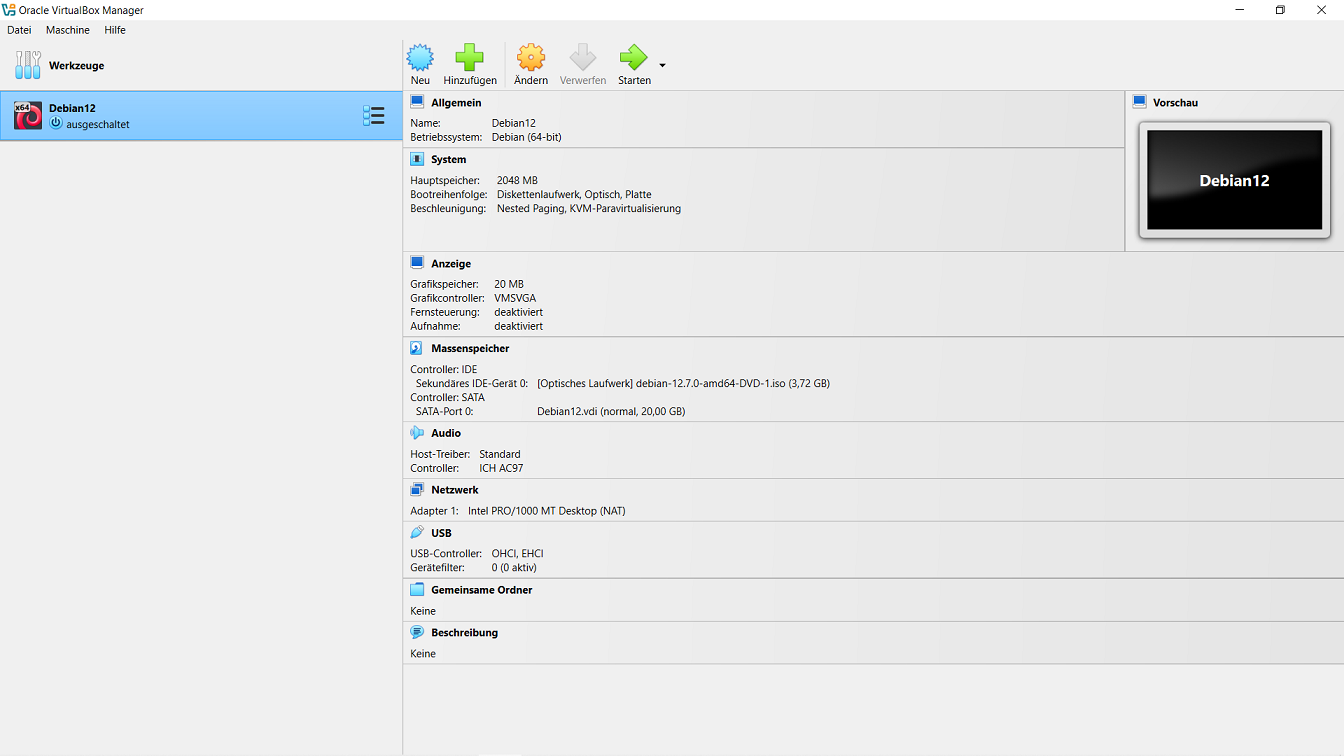 Oracle VirtualBox Manager
Datei Maschine Hilfe
Werkzeuge
x64
Debian12
ausgeschaltet
Neu Hinzufügen Ändern Verwerfen Starten
Allgemein
Name: Debian12
Betriebssystem: Debian (64-bit)
System
Hauptspeicher: 2048 MB
Bootreihenfolge: Diskettenlaufwerk, Optisch, Platte
Beschleunigung: Nested Paging, KVM-Paravirtualisierung
Vorschau
Debian12
Anzeige
Grafikspeicher: 20 MB
Grafikcontroller: VMSVGA
Fernsteuerung: deaktiviert
Aufnahme: deaktiviert
Massenspeicher
Controller: IDE
Sekundäres IDE-Gerät 0: [Optisches Laufwerk] debian-12.7.0-amd64-DVD-1.iso (3,72 GB)
Controller: SATA
SATA-Port 0: Debian12.vdi (normal, 20,00 GB)
Audio
Host-Treiber: Standard
Controller: ICH AC97
Netzwerk
Adapter 1: Intel PRO/1000 MT Desktop (NAT)
USB
USB-Controller: OHCI, EHCI
Gerätefilter: 0 (0 aktiv)
Gemeinsame Ordner
Keine
Beschreibung
Keine